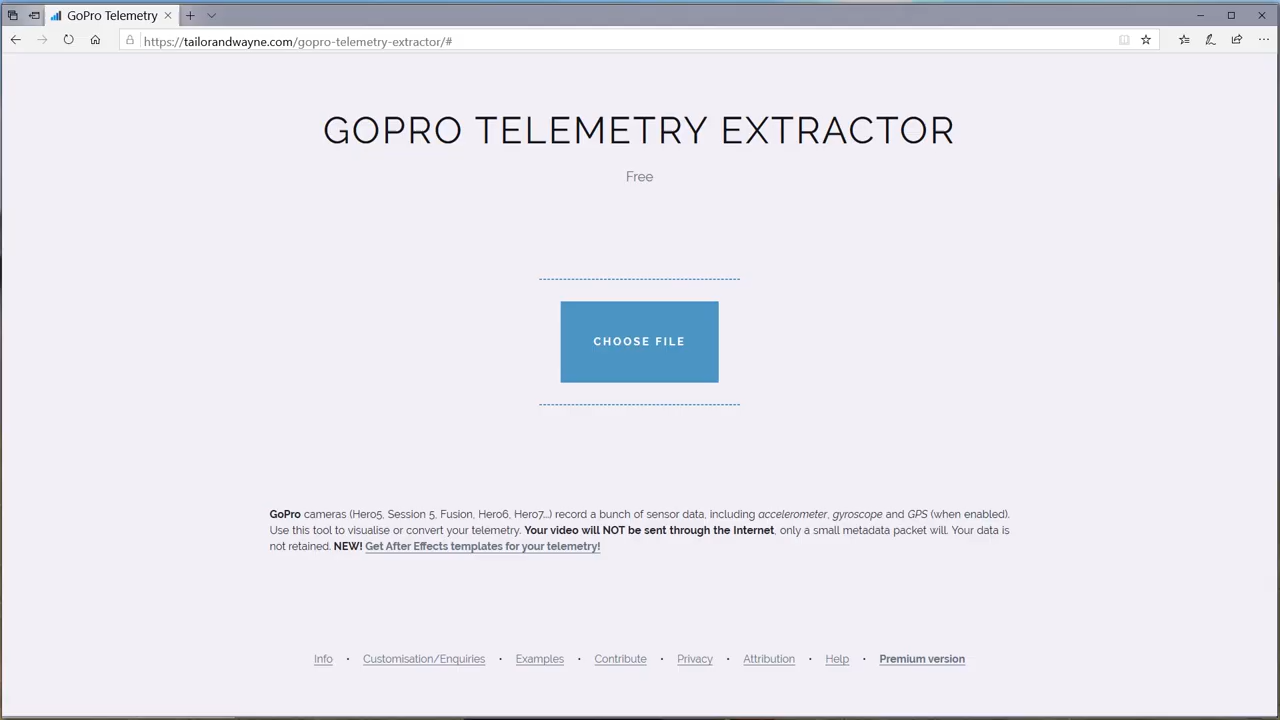 GoPro Telemetry
https://tailorandwayne.com/gopro-telemetry-extractor/#
GOPRO TELEMETRY EXTRACTOR
Free
CHOOSE FILE
GoPro cameras (Hero5, Session 5, Fusion, Hero6, Hero7...) record a bunch of sensor data, including accelerometer, gyroscope and GPS (when enabled).
Use this tool to visualise or convert your telemetry. Your video will NOT be sent through the Internet, only a small metadata packet will. Your data is
not retained. NEW! Get After Effects templates for your telemetry!
Info • Customisation/Enquiries • Examples • Contribute • Privacy • Attribution • Help • Premium version